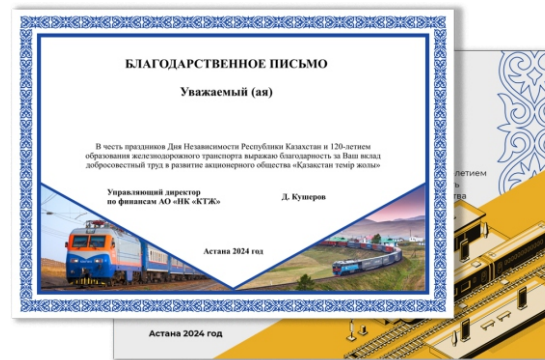 БЛАГОДАРСТВЕННОЕ ПИСЬМО
Уважаемый (ая)
В честь праздников Дня Независимости Республики Казахстан и 120-летием
образования железнодорожного транспорта выражаю благодарность за Ваш вклад
добросовестный труд в развитие акционерного общества «Қазақстан темір жолы»
Управляющий директор
по финансам АО «НК «КТЖ»
Д. Кушеров
Астана 2024 год
летием
Астана 2024 год